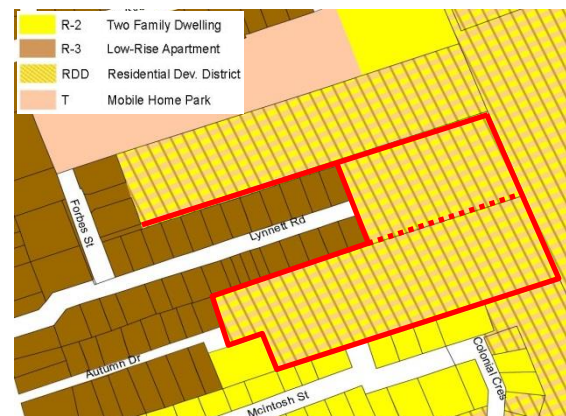 R-2 Two Family Dwelling
R-3 Low-Rise Apartment
RDD Residential Dev. District
T Mobile Home Park
Forbes St
Lynnett Rd
Autumn Dr
McIntosh St
Colonial Cres